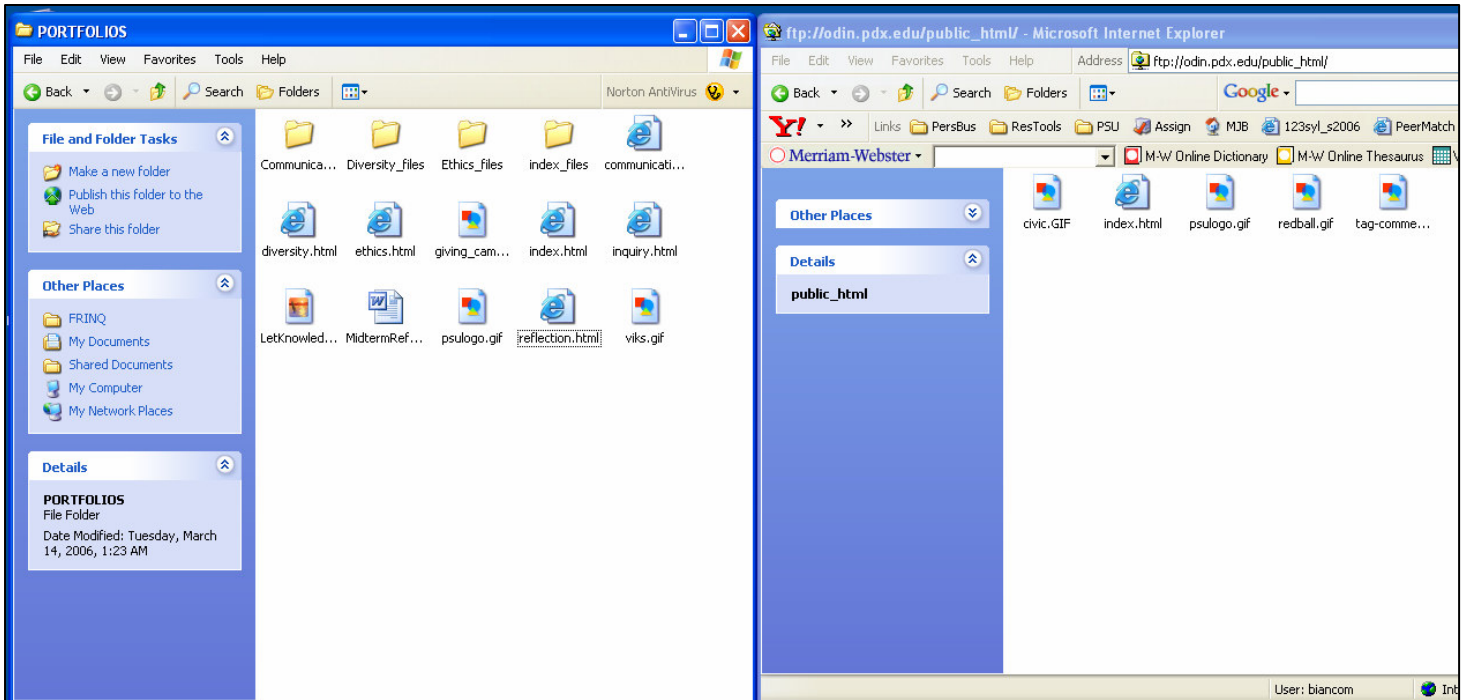 PORTFOLIOS
File Edit View Favorites Tools Help
Back Search Folders Norton AntiVirus
File and Folder Tasks
Make a new folder
Publish this folder to the
Web
Share this folder
Other Places
FRINQ
My Documents
Shared Documents
My Computer
My Network Places
Details
PORTFOLIOS
File Folder
Date Modified: Tuesday, March
14, 2006, 1:23 AM
Communica... Diversity_files Ethics_files index_files communicati...
diversity.html ethics.html giving_cam... index.html inquiry.html
LetKnowled... MidtermRef... psulogo.gif reflection.html viks.gif
ftp://odin.pdx.edu/public_html/ - Microsoft Internet Explorer
File Edit View Favorites Tools Help Address ftp://odin.pdx.edu/public_html/
Back Search Folders Google
Y! Links PersBus ResTools PSU Assign MJB 123syl_s2006 PeerMatch
Merriam-Webster M-W Online Dictionary M-W Online Thesaurus
Other Places
Details
public_html
civic.GIF index.html psulogo.gif redball.gif tag-comme...
User: biancom Int